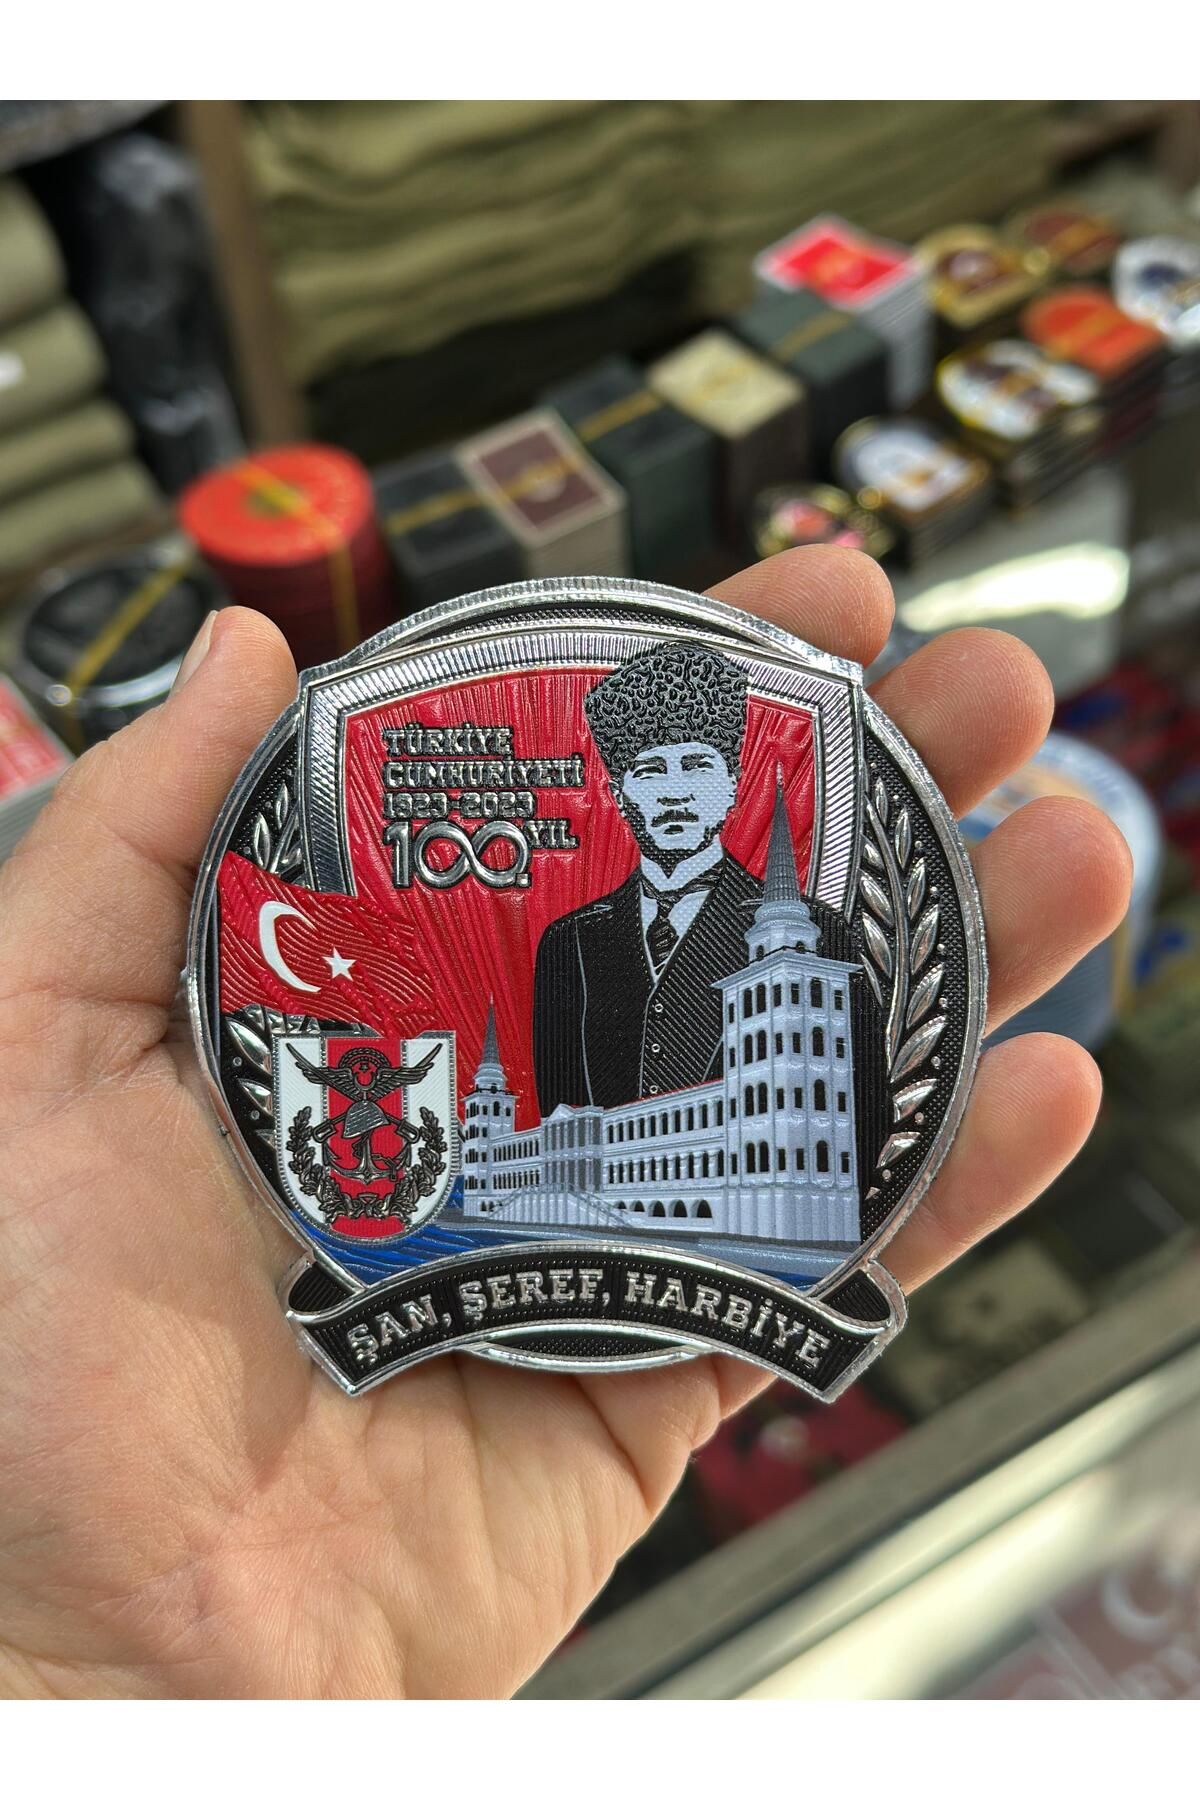 TÜRKİYE
CUMHURİYETİ
1923-2023
100. YIL
ŞAN, ŞEREF, HARBİYE